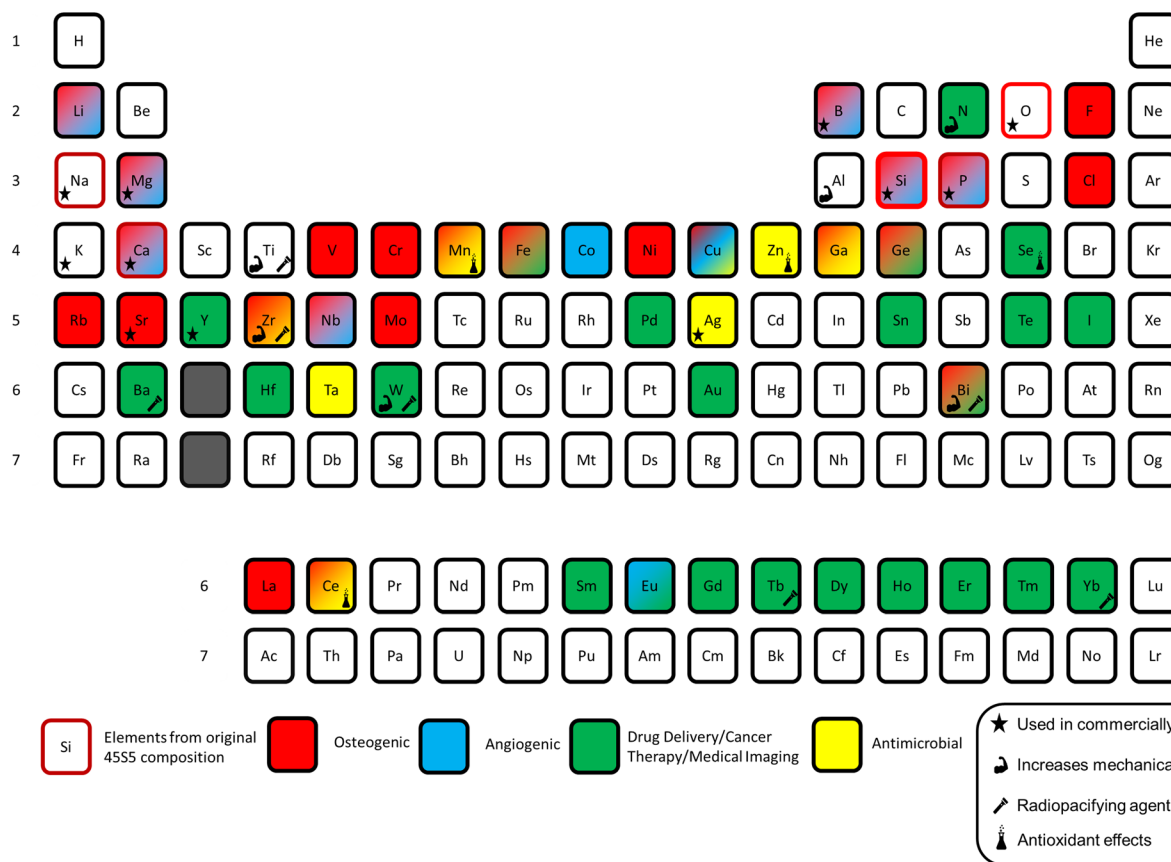 1 H He
2 Li Be B C N O F Ne
3 Na Mg Al Si P S Cl Ar
4 K Ca Sc Ti V Cr Mn Fe Co Ni Cu Zn Ga Ge As Se Br Kr
5 Rb Sr Y Zr Nb Mo Tc Ru Rh Pd Ag Cd In Sn Sb Te I Xe
6 Cs Ba Hf Ta W Re Os Ir Pt Au Hg Tl Pb Bi Po At Rn
7 Fr Ra Rf Db Sg Bh Hs Mt Ds Rg Cn Nh Fl Mc Lv Ts Og
6 La Ce Pr Nd Pm Sm Eu Gd Tb Dy Ho Er Tm Yb Lu
7 Ac Th Pa U Np Pu Am Cm Bk Cf Es Fm Md No Lr
Si
Elements from original
45S5 composition
Osteogenic
Angiogenic
Drug Delivery/Cancer
Therapy/Medical Imaging
Antimicrobial
Used in commercially
Increases mechanica
Radiopacifying agent
Antioxidant effects